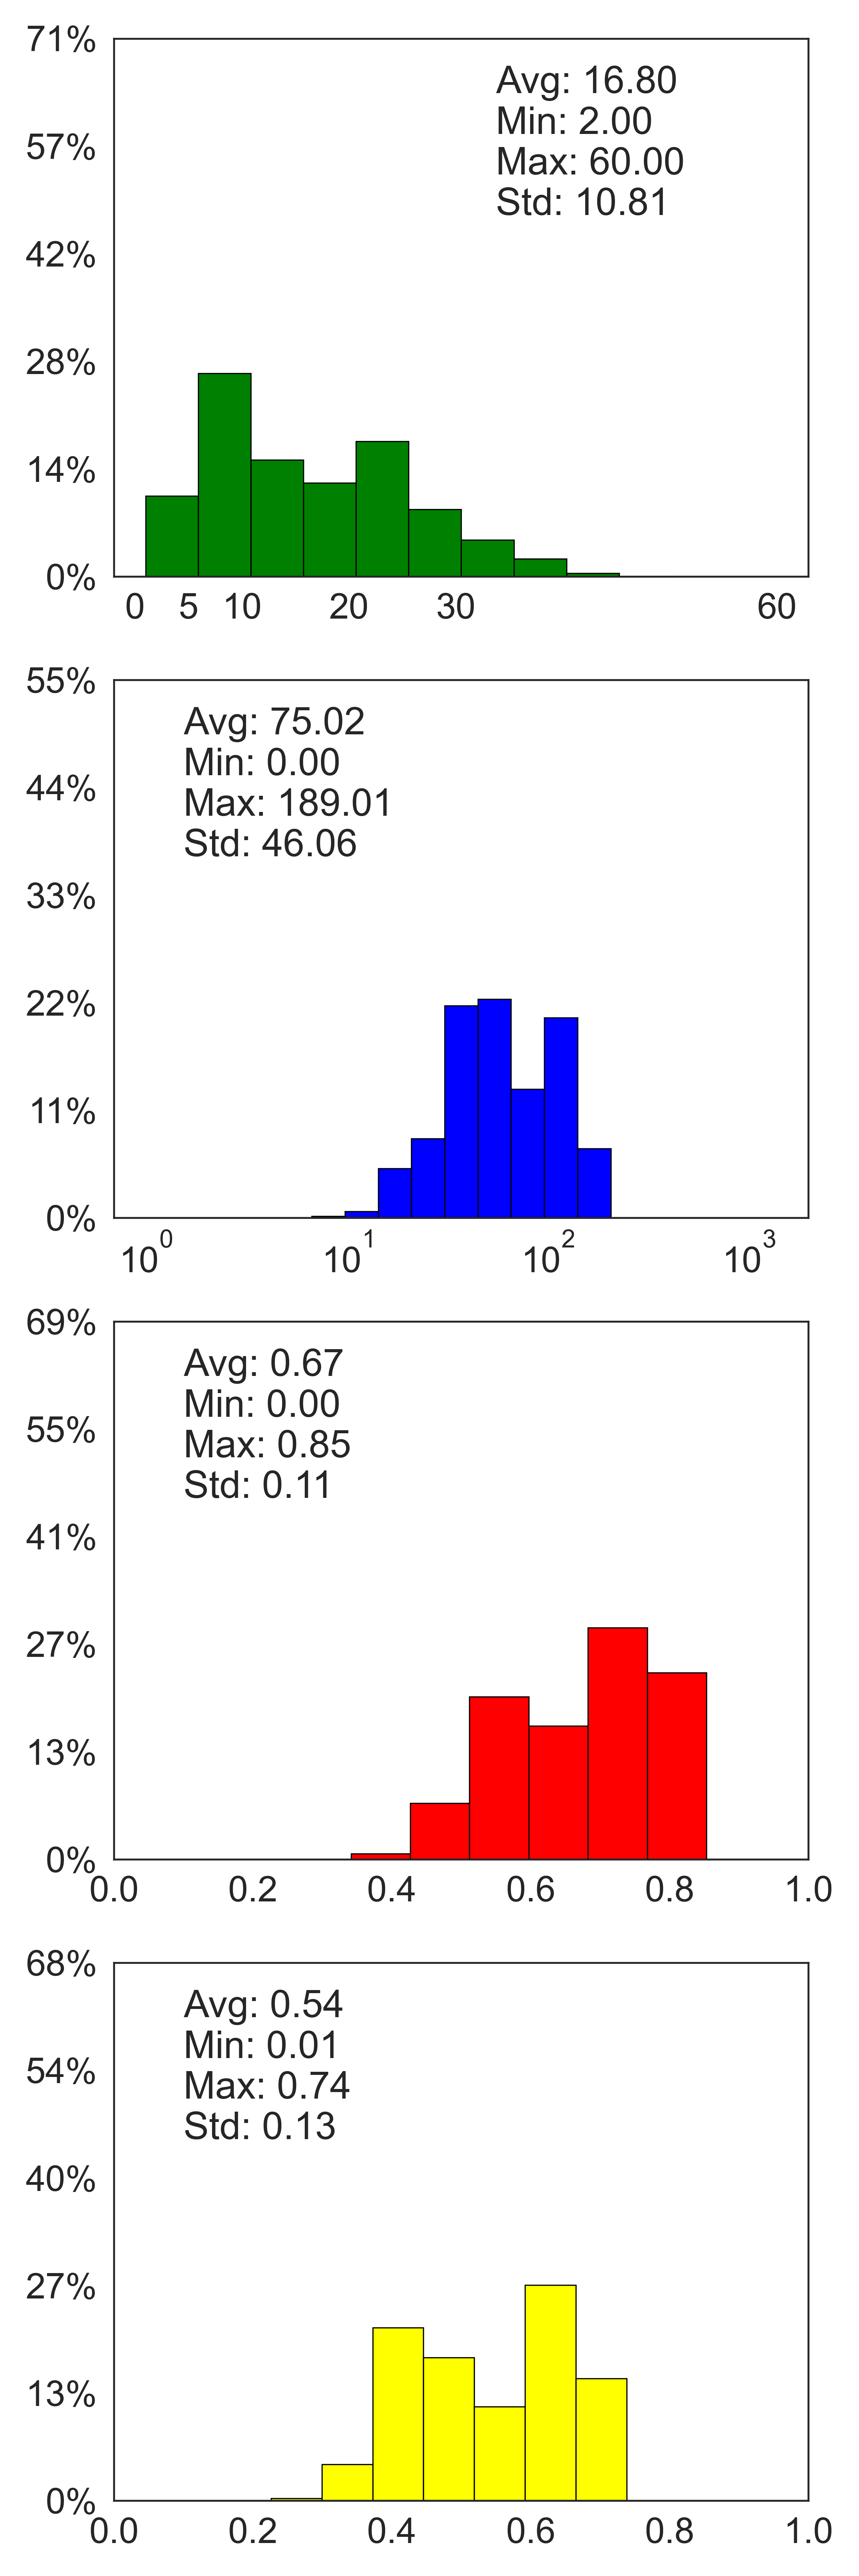 71%
Avg: 16.80
Min: 2.00
57%
Max: 60.00
Std: 10.81
42%
28%
14%
0%
0 5 10 20 30 60
55%
Avg: 75.02
Min: 0.00
44%
Max: 189.01
Std: 46.06
33%
22%
11%
0%
10^0 10^1 10^2 10^3
69%
Avg: 0.67
Min: 0.00
55%
Max: 0.85
Std: 0.11
41%
27%
13%
0%
0.0 0.2 0.4 0.6 0.8 1.0
68%
Avg: 0.54
Min: 0.01
54%
Max: 0.74
Std: 0.13
40%
27%
13%
0%
0.0 0.2 0.4 0.6 0.8 1.0